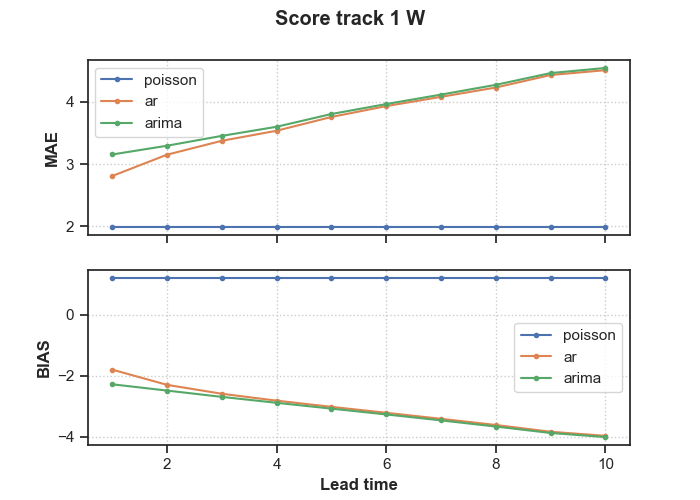 Score track 1 W
MAE
4
3
2
poisson
ar
arima
BIAS
0
−2
−4
poisson
ar
arima
2
4
6
8
10
Lead time